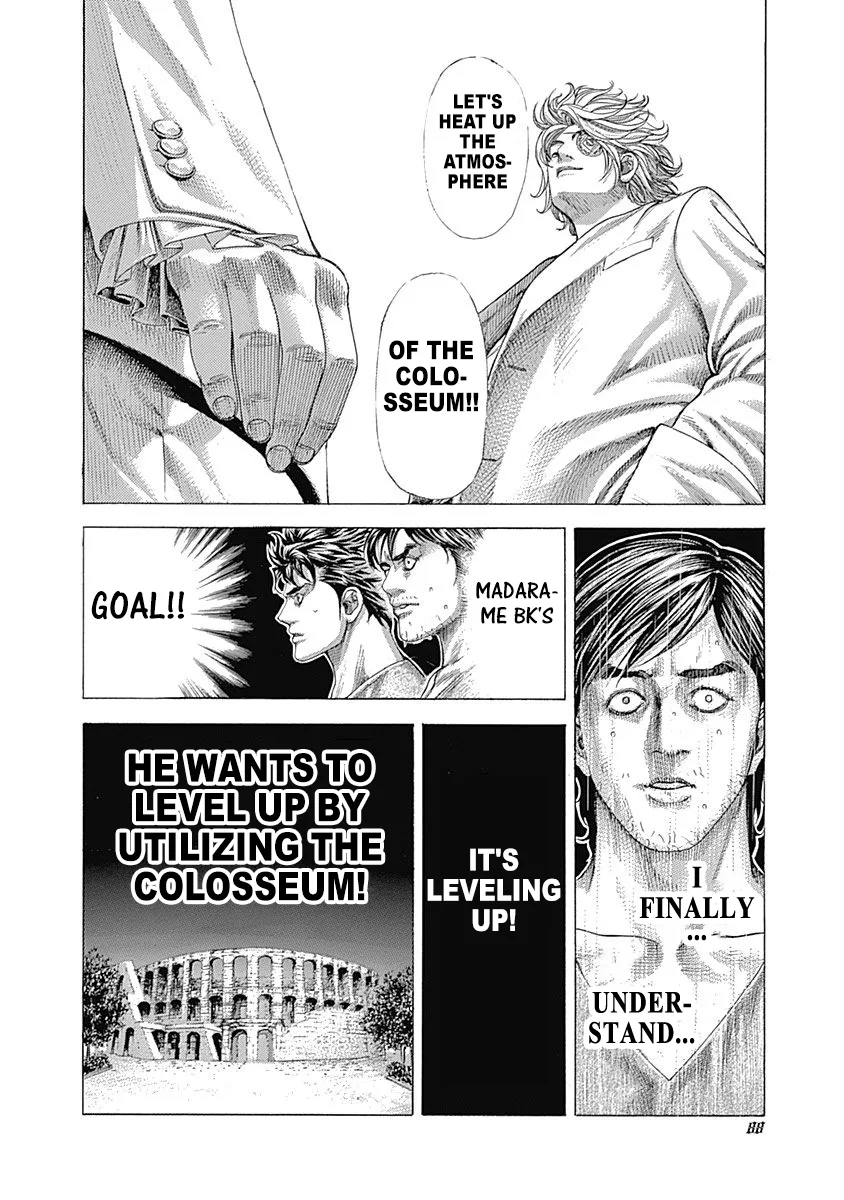 LET'S
HEAT UP
THE
ATMOS-
PHERE
OF THE
COLO-
SSEUM!!
I
FINALLY
...
UNDER-
STAND...
MADARA-
ME BK'S
GOAL!!
IT'S
LEVELING
UP!
HE WANTS TO
LEVEL UP BY
UTILIZING THE
COLOSSEUM!
88